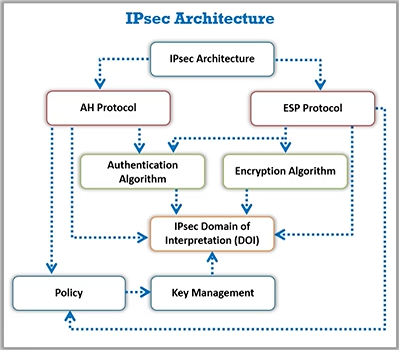 IPsec Architecture
IPsec Architecture
AH Protocol
ESP Protocol
Authentication
Algorithm
Encryption Algorithm
IPsec Domain of
Interpretation (DOI)
Policy
Key Management